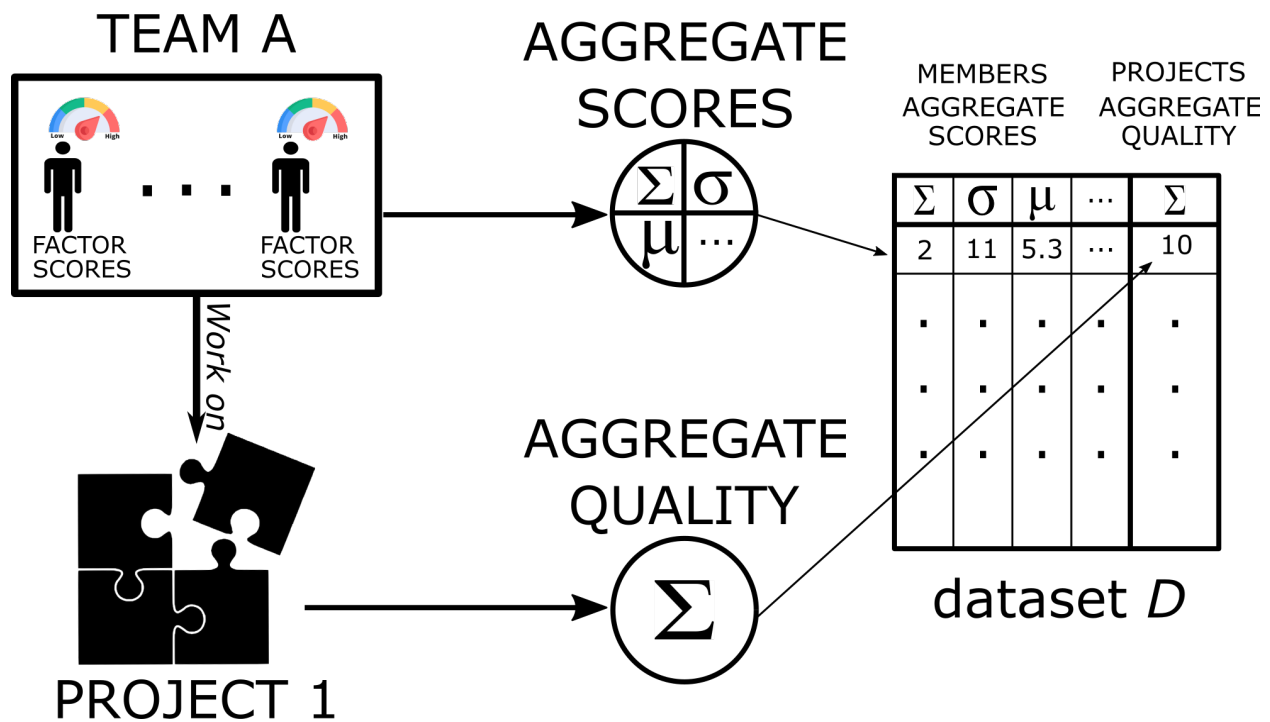 TEAM A
Low High
Low High
FACTOR
SCORES
. . .
FACTOR
SCORES
Work on
PROJECT 1
AGGREGATE
SCORES
Σ σ
μ ...
AGGREGATE
QUALITY
Σ
MEMBERS
AGGREGATE
SCORES
PROJECTS
AGGREGATE
QUALITY
Σ σ μ ... Σ
2 11 5.3 ... 10
. . . . .
. . . . .
. . . . .
dataset D